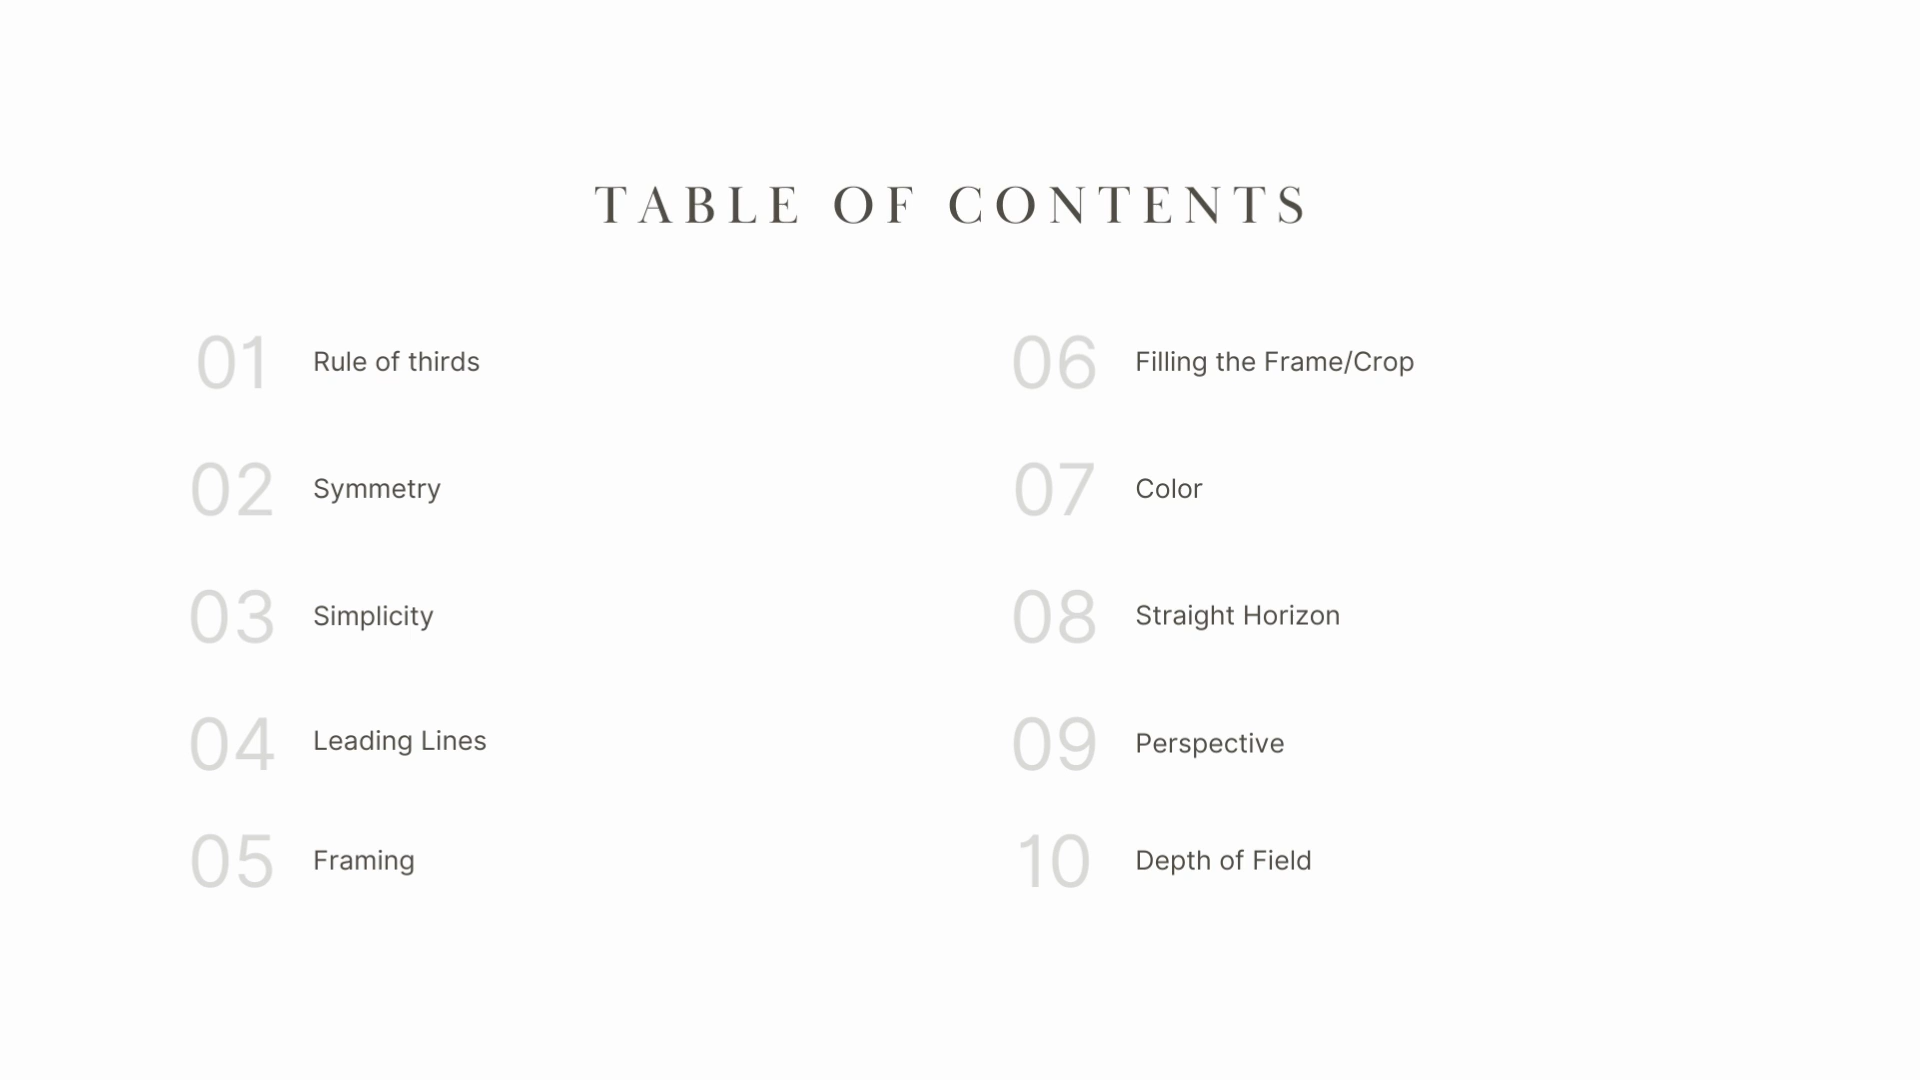 TABLE OF CONTENTS
01 Rule of thirds
02 Symmetry
03 Simplicity
04 Leading Lines
05 Framing
06 Filling the Frame/Crop
07 Color
08 Straight Horizon
09 Perspective
10 Depth of Field